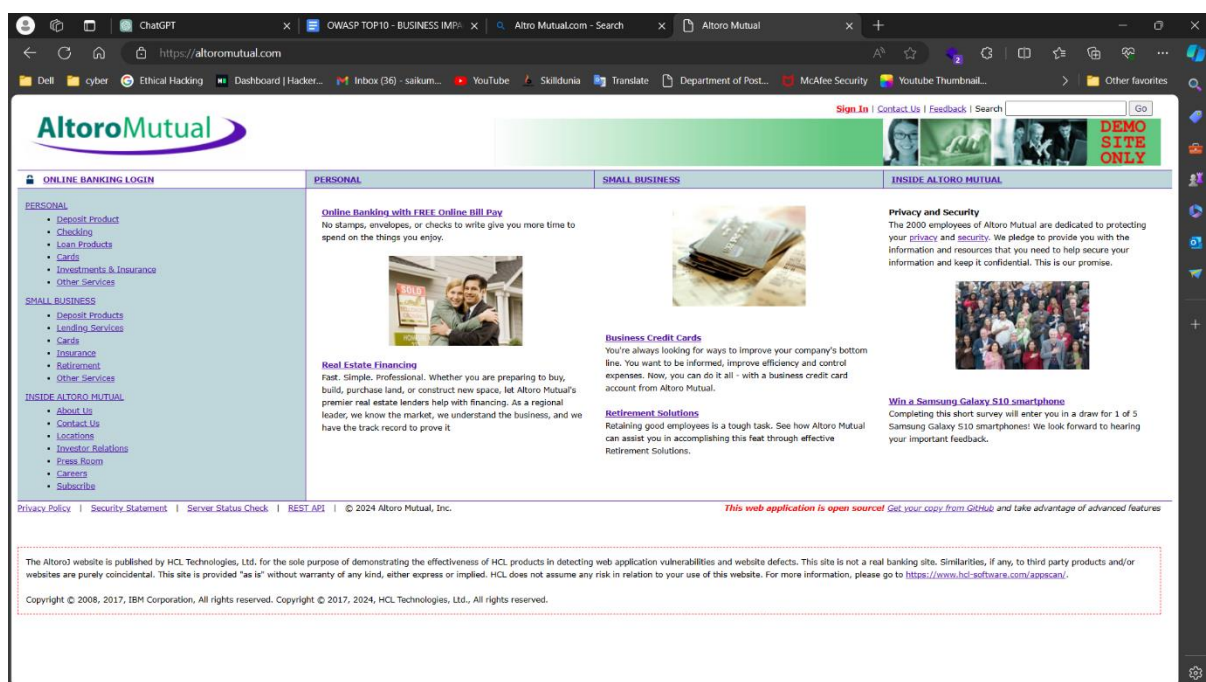 ChatGPT
OWASP TOP10 - BUSINESS IMPA
Altro Mutual.com - Search
Altoro Mutual
https://altoromutual.com
Dell
cyber
Ethical Hacking
Dashboard | Hacker...
Inbox (36) - saikum...
YouTube
Skilldunia
Translate
Department of Post...
McAfee Security
Youtube Thumbnail...
Other favorites
Sign In | Contact Us | Feedback | Search
Go
AltoroMutual
DEMO
SITE
ONLY
ONLINE BANKING LOGIN
PERSONAL
SMALL BUSINESS
INSIDE ALTORO MUTUAL
PERSONAL
Deposit Product
Checking
Loan Products
Cards
Investments & Insurance
Other Services
SMALL BUSINESS
Deposit Products
Lending Services
Cards
Insurance
Retirement
Other Services
INSIDE ALTORO MUTUAL
About Us
Contact Us
Locations
Investor Relations
Press Room
Careers
Subscribe
Online Banking with FREE Online Bill Pay
No stamps, envelopes, or checks to write give you more time to
spend on the things you enjoy.
SOLD
Real Estate Financing
Fast. Simple. Professional. Whether you are preparing to buy,
build, purchase land, or construct new space, let Altoro Mutual's
premier real estate lenders help with financing. As a regional
leader, we know the market, we understand the business, and we
have the track record to prove it
Business Credit Cards
You're always looking for ways to improve your company's bottom
line. You want to be informed, improve efficiency and control
expenses. Now, you can do it all - with a business credit card
account from Altoro Mutual.
Retirement Solutions
Retaining good employees is a tough task. See how Altoro Mutual
can assist you in accomplishing this feat through effective
Retirement Solutions.
Privacy and Security
The 2000 employees of Altoro Mutual are dedicated to protecting
your privacy and security. We pledge to provide you with the
information and resources that you need to help secure your
information and keep it confidential. This is our promise.
Win a Samsung Galaxy S10 smartphone
Completing this short survey will enter you in a draw for 1 of 5
Samsung Galaxy S10 smartphones! We look forward to hearing
your important feedback.
Privacy Policy | Security Statement | Server Status Check | REST API | © 2024 Altoro Mutual, Inc.
This web application is open source! Get your copy from GitHub and take advantage of advanced features
The AltoroJ website is published by HCL Technologies, Ltd. for the sole purpose of demonstrating the effectiveness of HCL products in detecting web application vulnerabilities and website defects. This site is not a real banking site. Similarities, if any, to third party products and/or
websites are purely coincidental. This site is provided "as is" without warranty of any kind, either express or implied. HCL does not assume any risk in relation to your use of this website. For more information, please go to https://www.hcl-software.com/appscan/.
Copyright © 2008, 2017, IBM Corporation, All rights reserved. Copyright © 2017, 2024, HCL Technologies, Ltd., All rights reserved.